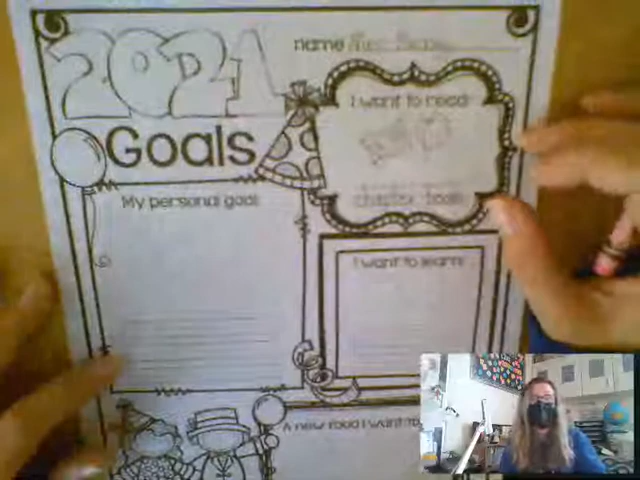 2021
name
Goals
I want to read:
chapter book
My personal goal
I want to learn:
A new food I want to